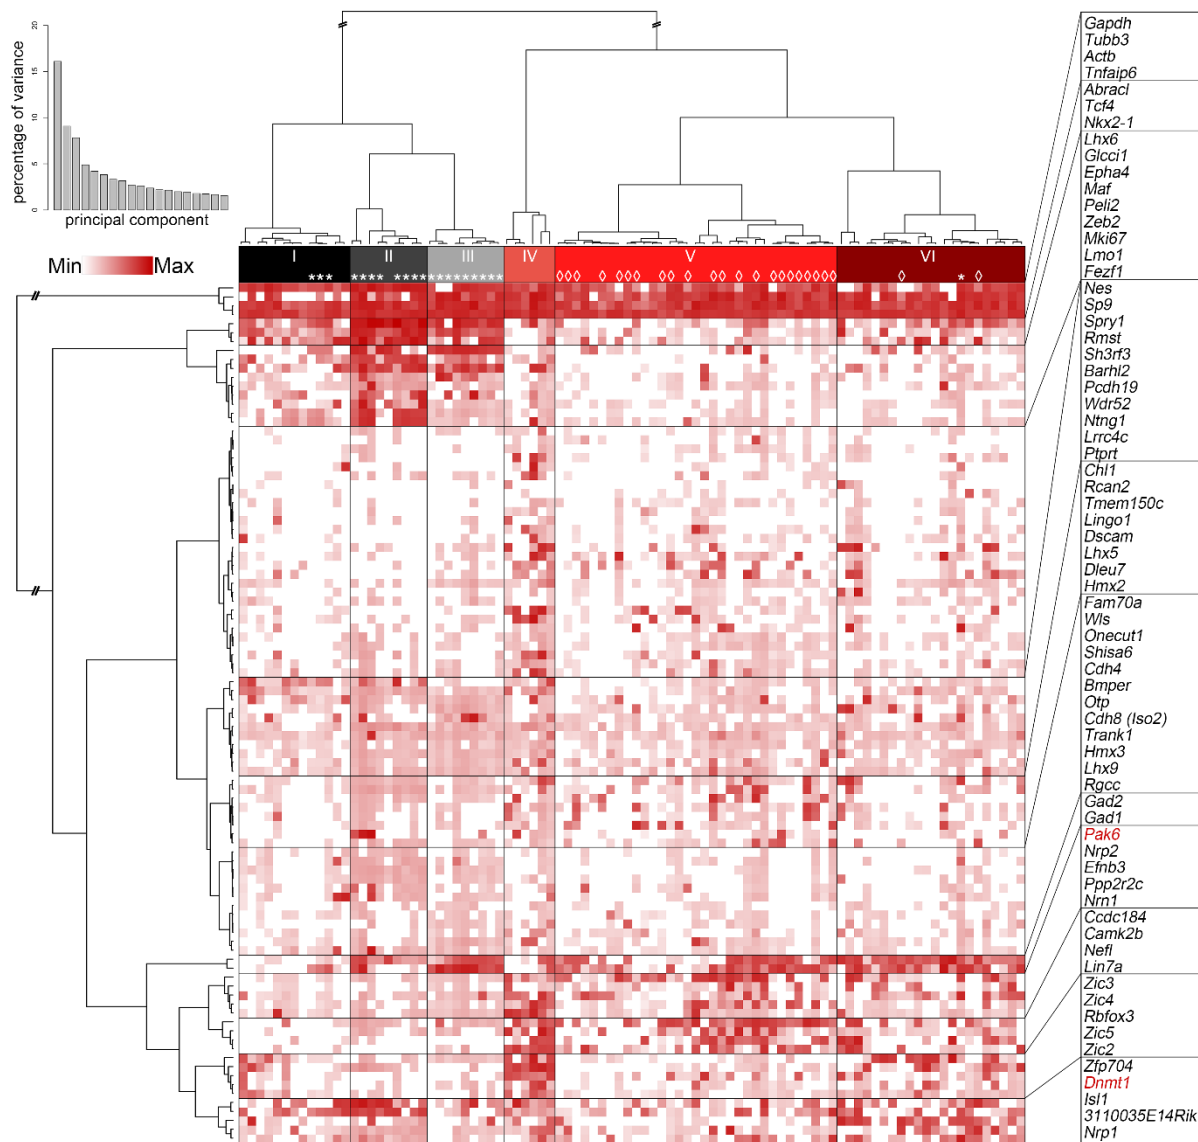 20
15
10
5
0
percentage of variance
principal component
Min Max
I II III IV V VI
*** **** **** ********* ◊◊◊ ◊ ◊◊◊ ◊◊ ◊ ◊◊ ◊ ◊ ◊◊◊◊◊◊◊◊ ◊ * ◊
Gapdh
Tubb3
Actb
Tnfaip6
Abracl
Tcf4
Nkx2-1
Lhx6
Glcci1
Epha4
Maf
Peli2
Zeb2
Mki67
Lmo1
Fezf1
Nes
Sp9
Spry1
Rmst
Sh3rf3
Barhl2
Pcdh19
Wdr52
Ntng1
Lrrc4c
Ptprt
Chl1
Rcan2
Tmem150c
Lingo1
Dscam
Lhx5
Dleu7
Hmx2
Fam70a
Wls
Onecut1
Shisa6
Cdh4
Bmper
Otp
Cdh8 (Iso2)
Trank1
Hmx3
Lhx9
Rgcc
Gad2
Gad1
Pak6
Nrp2
Efnb3
Ppp2r2c
Nrn1
Ccdc184
Camk2b
Nefl
Lin7a
Zic3
Zic4
Rbfox3
Zic5
Zic2
Zfp704
Dnmt1
Isl1
3110035E14Rik
Nrp1